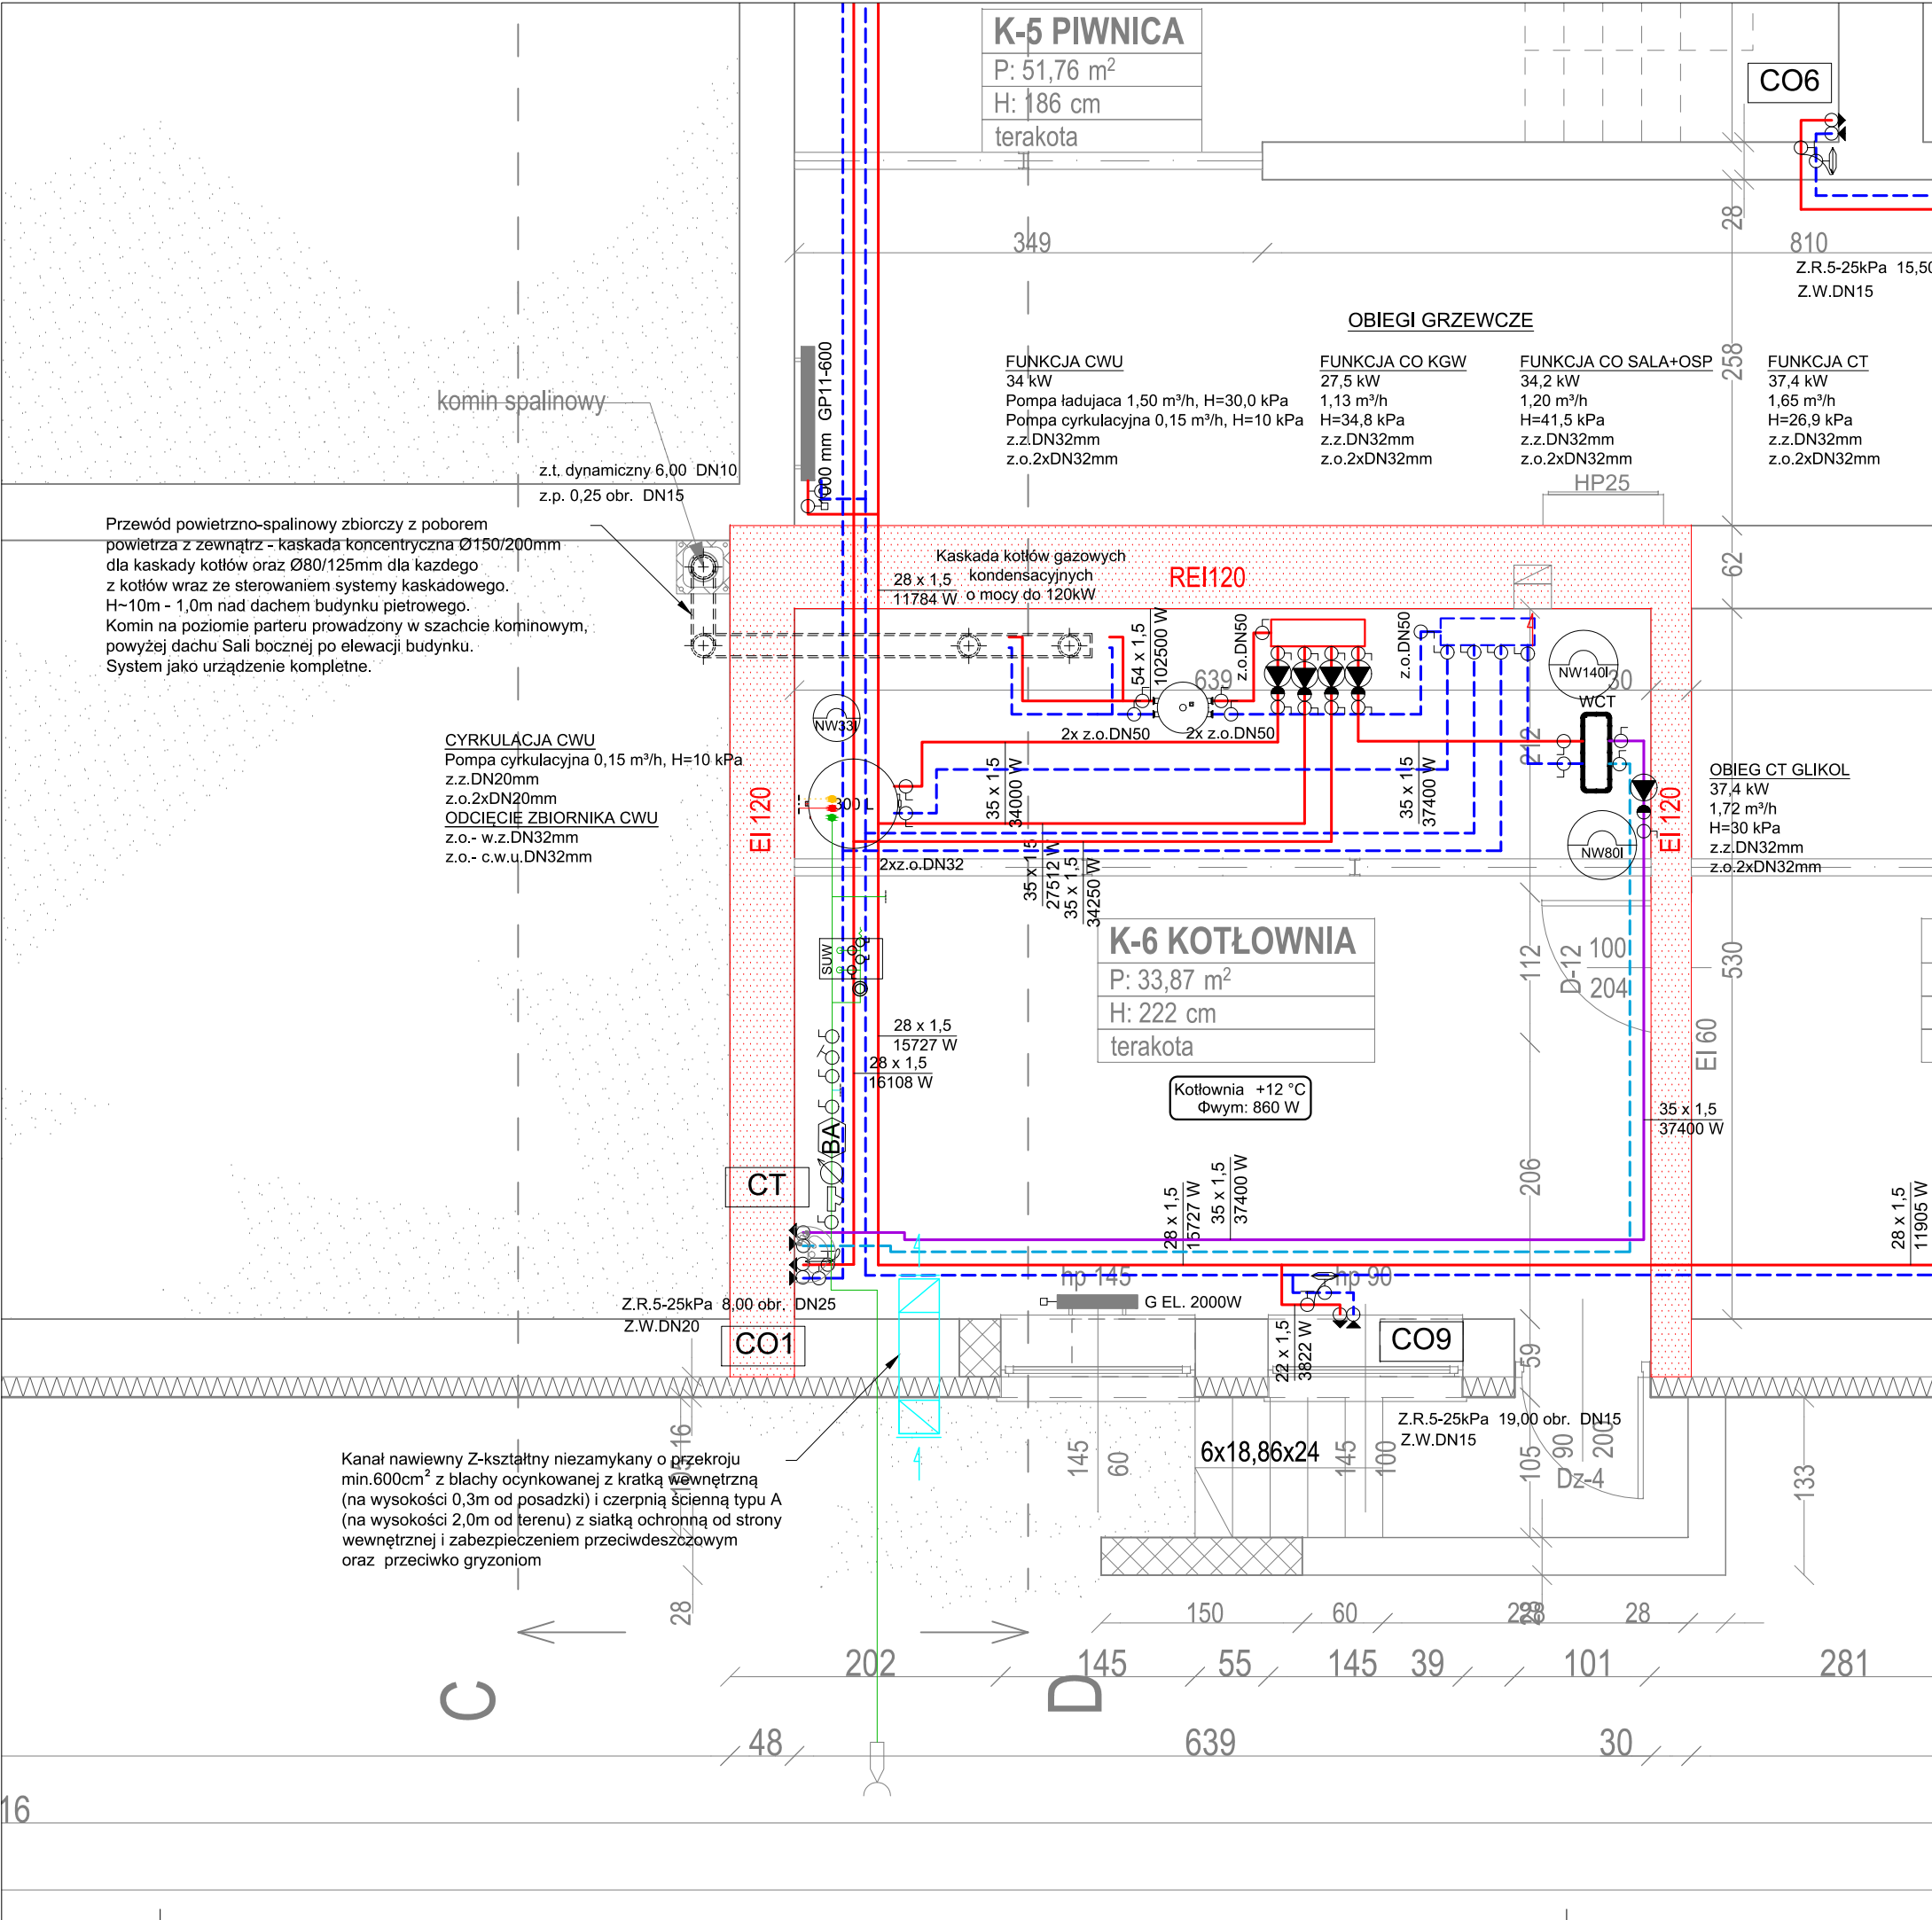 K-5 PIWNICA
P: 51,76 m²
H: 186 cm
terakota
CO6
28
349
810
Z.R.5-25kPa 15,50
Z.W.DN15
OBIEGI GRZEWCZE
258
FUNKCJA CWU
34 kW
Pompa ładujaca 1,50 m³/h, H=30,0 kPa
Pompa cyrkulacyjna 0,15 m³/h, H=10 kPa
z.z.DN32mm
z.o.2xDN32mm
FUNKCJA CO KGW
27,5 kW
1,13 m³/h
H=34,8 kPa
z.z.DN32mm
z.o.2xDN32mm
FUNKCJA CO SALA+OSP
34,2 kW
1,20 m³/h
H=41,5 kPa
z.z.DN32mm
z.o.2xDN32mm
FUNKCJA CT
37,4 kW
1,65 m³/h
H=26,9 kPa
z.z.DN32mm
z.o.2xDN32mm
HP25
62
komin spalinowy
1000 mm GP11-600
z.t. dynamiczny 6,00 DN10
z.p. 0,25 obr. DN15
Przewód powietrzno-spalinowy zbiorczy z poborem
powietrza z zewnątrz - kaskada koncentryczna Ø150/200mm
dla kaskady kotłów oraz Ø80/125mm dla kazdego
z kotłów wraz ze sterowaniem systemy kaskadowego.
H~10m - 1,0m nad dachem budynku pietrowego.
Komin na poziomie parteru prowadzony w szachcie kominowym,
powyżej dachu Sali bocznej po elewacji budynku.
System jako urządzenie kompletne.
Kaskada kotłów gazowych
kondensacyjnych
o mocy do 120kW
28 x 1,5
11784 W
REI120
54 x 1,5
102500 W
z.o.DN50
z.o.DN50
639
30
NW140l
WCT
NW33l
2x z.o.DN50
2x z.o.DN50
212
CYRKULACJA CWU
Pompa cyrkulacyjna 0,15 m³/h, H=10 kPa
z.z.DN20mm
z.o.2xDN20mm
ODCIĘCIE ZBIORNIKA CWU
z.o.- w.z.DN32mm
z.o.- c.w.u.DN32mm
EI 120
300 L
35 x 1,5
34000 W
35 x 1,5
37400 W
EI 120
OBIEG CT GLIKOL
37,4 kW
1,72 m³/h
H=30 kPa
z.z.DN32mm
z.o.2xDN32mm
NW80l
2xz.o.DN32
35 x 1,5
27512 W
35 x 1,5
34250 W
K-6 KOTŁOWNIA
P: 33,87 m²
H: 222 cm
terakota
SUW
112
D-12
100
204
530
EI 60
28 x 1,5
15727 W
28 x 1,5
16108 W
Kotłownia +12 °C
Φwym: 860 W
35 x 1,5
37400 W
BA
CT
28 x 1,5
15727 W
35 x 1,5
37400 W
206
28 x 1,5
11905 W
hp 145
hp 90
G EL. 2000W
Z.R.5-25kPa 8,00 obr. DN25
Z.W.DN20
CO1
22 x 1,5
3822 W
CO9
59
Z.R.5-25kPa 19,00 obr. DN15
Z.W.DN15
16
105
145
60
6x18,86x24
145
100
105
90
200
Dz-4
133
Kanał nawiewny Z-kształtny niezamykany o przekroju
min.600cm² z blachy ocynkowanej z kratką wewnętrzną
(na wysokości 0,3m od posadzki) i czerpnią ścienną typu A
(na wysokości 2,0m od terenu) z siatką ochronną od strony
wewnętrznej i zabezpieczeniem przeciwdeszczowym
oraz przeciwko gryzoniom
28
150
60
28
28
C
D
202
145
55
145
39
101
281
48
639
30
16